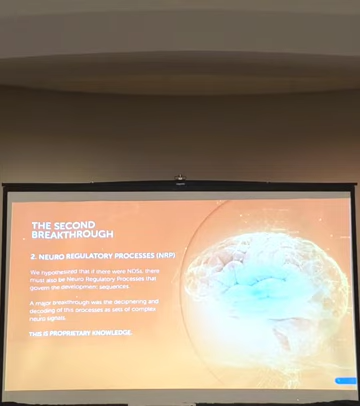 THE SECOND
BREAKTHROUGH
2. NEURO REGULATORY PROCESSES (NRP)
We hypothesized that if there were NOSs, there
must also be Neuro Regulatory Processes that
govern the development sequences.
A major breakthrough was the deciphering and
decoding of this processes as sets of complex
neuro signals.
THIS IS PROPRIETARY KNOWLEDGE.